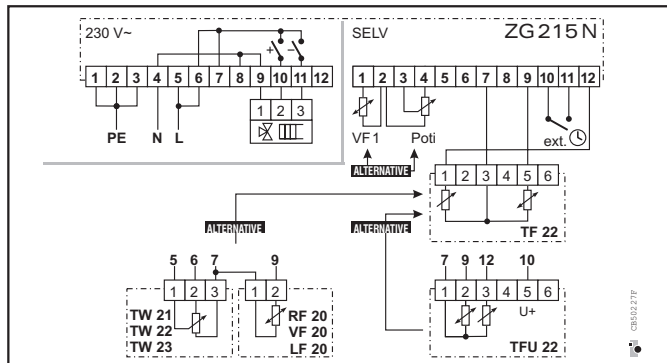 230 V~
SELV
ZG215N
+ −
1 2 3 4 5 6 7 8 9 10 11 12
1 2 3 4 5 6 7 8 9 10 11 12
1 2 3
PE N L
VF1 Poti ext.
ALTERNATIVE
1 2 3 4 5 6
TF 22
ALTERNATIVE
ALTERNATIVE
5 6 7 9
1 2 3
1 2
TW 21
TW 22
TW 23
RF 20
VF 20
LF 20
7 9 12 10
1 2 3 4 5 6
U+
TFU 22
CB50227F